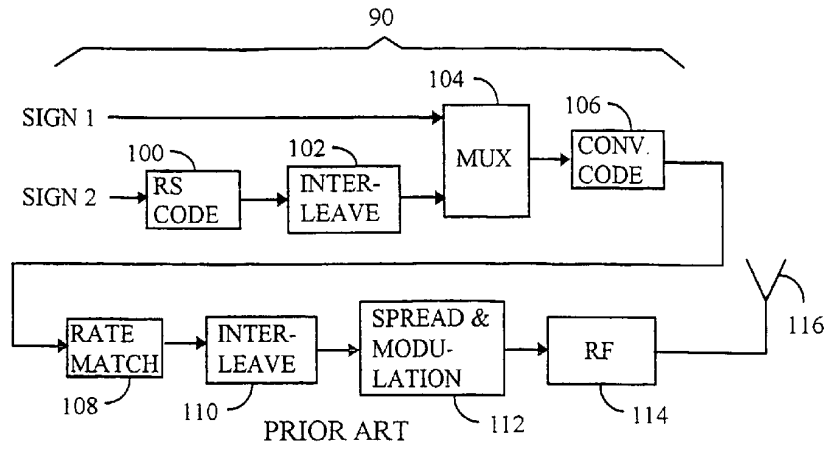 90
104
SIGN 1
106
MUX
CONV.
CODE
100
102
SIGN 2
RS
CODE
INTER-
LEAVE
116
RATE
MATCH
INTER-
LEAVE
SPREAD &
MODU-
LATION
RF
108
110
112
114
PRIOR ART